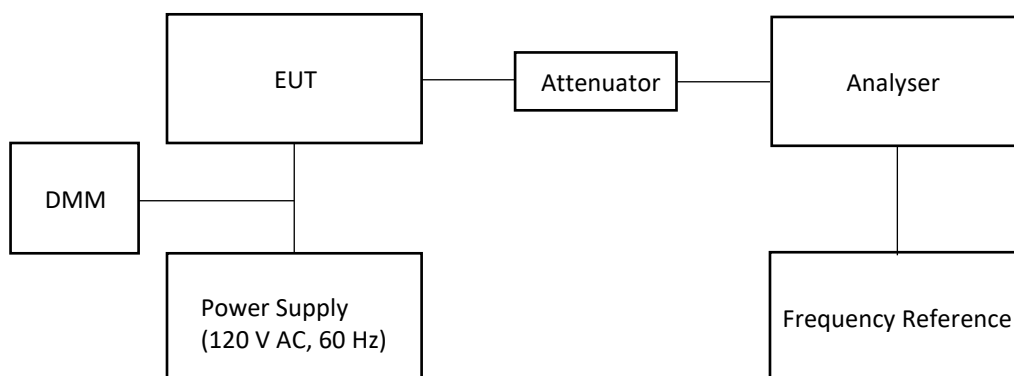 EUT
Attenuator
Analyser
DMM
Power Supply
(120 V AC, 60 Hz)
Frequency Reference